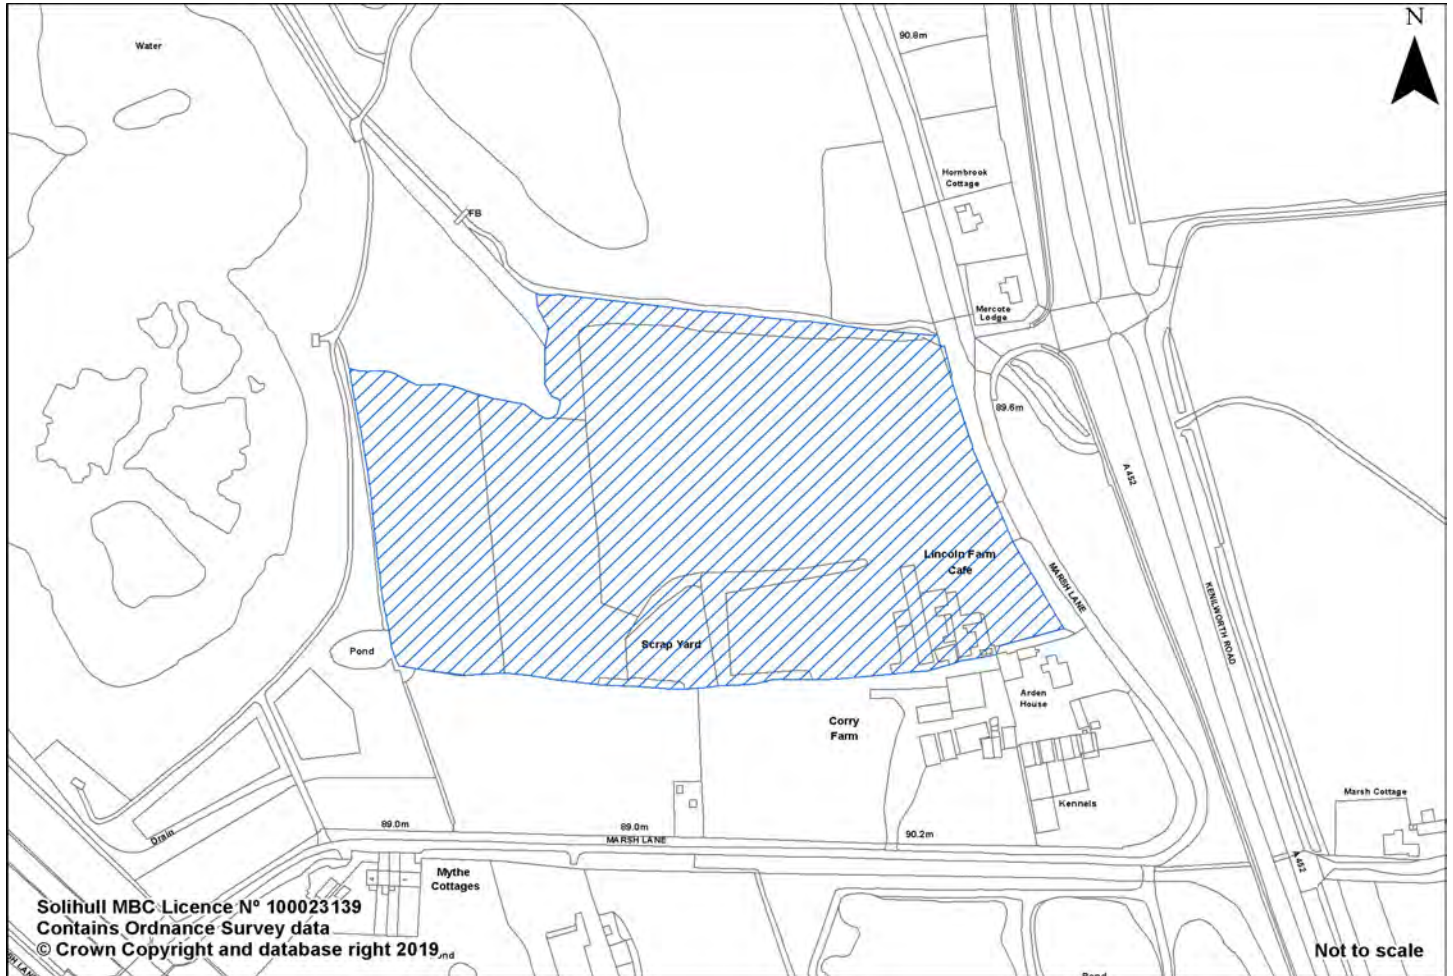 N
Water
90.8m
Hornbrook
Cottage
FB
Mercote
Lodge
89.6m
A 452
Lincoln Farm
Cafe
MARSH LANE
KENILWORTH ROAD
Scrap Yard
Pond
Arden
House
Corry
Farm
Kennels
Marsh Cottage
Drain
89.0m
89.0m
MARSH LANE
90.2m
A 452
Mythe
Cottages
Solihull MBC Licence Nº 100023139
Contains Ordnance Survey data
© Crown Copyright and database right 2019
Not to scale